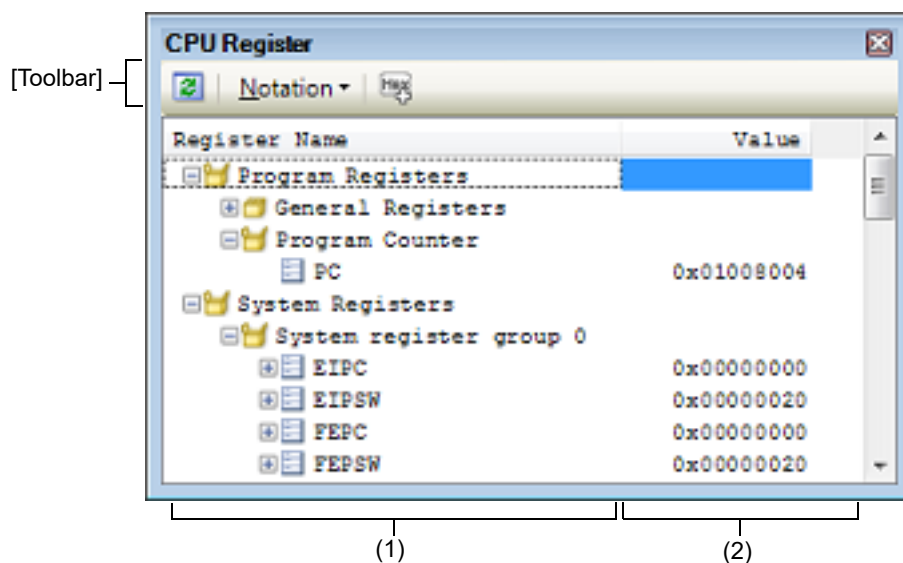 CPU Register
[Toolbar]
Notation
Hex
Register Name Value
Program Registers
General Registers
Program Counter
PC 0x01008004
System Registers
System register group 0
EIPC 0x00000000
EIPSW 0x00000020
FEPC 0x00000000
FEPSW 0x00000020
(1) (2)